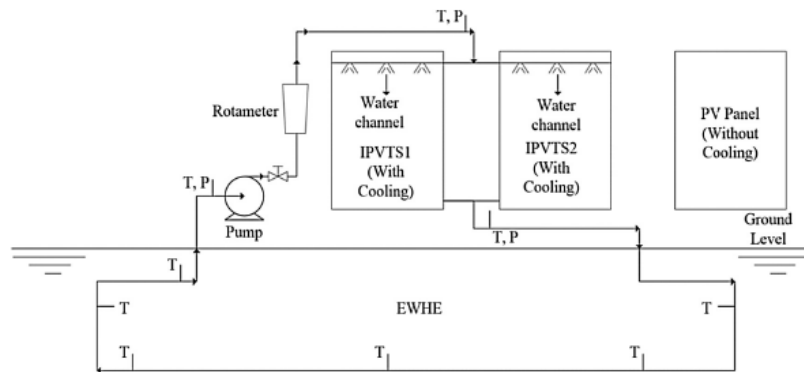 T, P
Rotameter
T, P
Pump
Water
channel
IPVTS1
(With
Cooling)
Water
channel
IPVTS2
(With
Cooling)
PV Panel
(Without
Cooling)
T, P
Ground
Level
T
T
EWHE
T
T
T
T